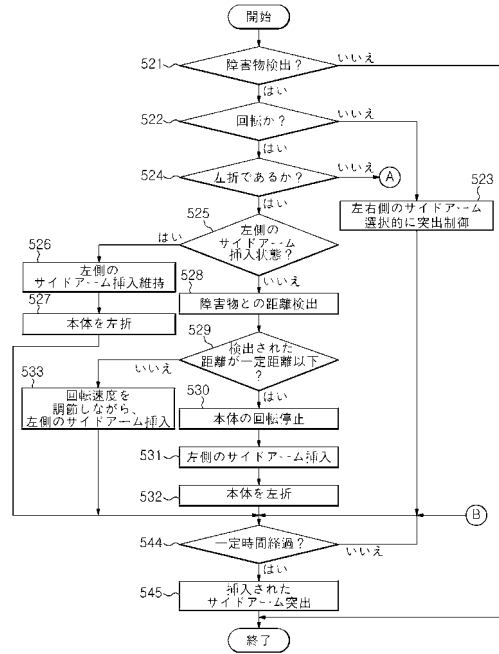 開始
521
障害物検出？
いいえ
はい
522
回転か？
いいえ
はい
524
左折であるか？
いいえ
A
はい
523
左右側のサイドアーム
選択的に突出制御
525
左側の
サイドアーム
挿入状態？
はい
いいえ
526
左側の
サイドアーム挿入維持
528
障害物との距離検出
527
本体を左折
529
検出された
距離が一定距離以下
？
いいえ
はい
533
回転速度を
調節しながら、
左側のサイドアーム挿入
530
本体の回転停止
531
左側のサイドアーム挿入
532
本体を左折
B
544
一定時間経過？
いいえ
はい
545
挿入された
サイドアーム突出
終了